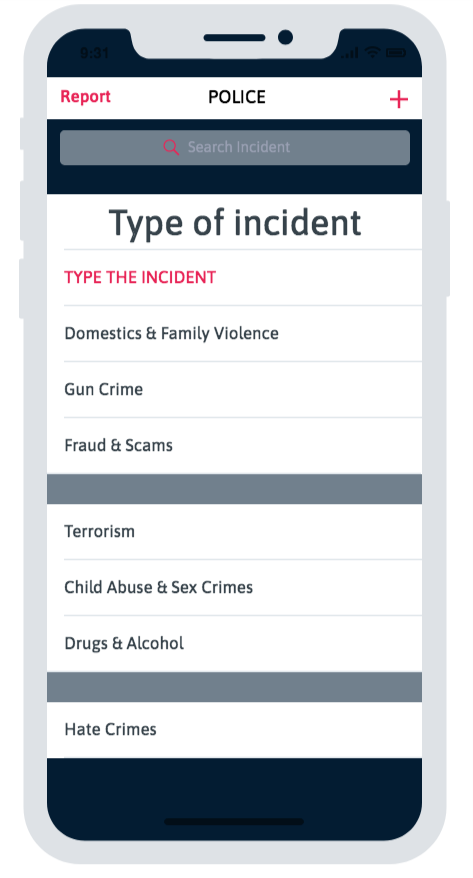 9:31
Report POLICE +
Search Incident
Type of incident
TYPE THE INCIDENT
Domestics & Family Violence
Gun Crime
Fraud & Scams
Terrorism
Child Abuse & Sex Crimes
Drugs & Alcohol
Hate Crimes